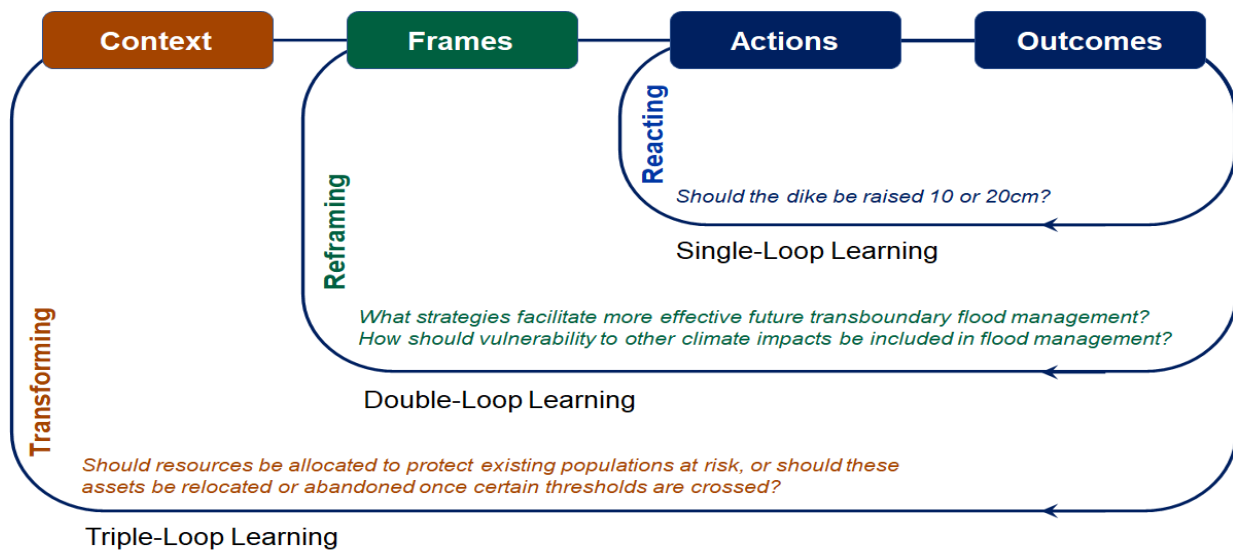 Context
Frames
Actions
Outcomes
Reacting
Should the dike be raised 10 or 20cm?
Single-Loop Learning
Reframing
What strategies facilitate more effective future transboundary flood management?
How should vulnerability to other climate impacts be included in flood management?
Double-Loop Learning
Transforming
Should resources be allocated to protect existing populations at risk, or should these
assets be relocated or abandoned once certain thresholds are crossed?
Triple-Loop Learning